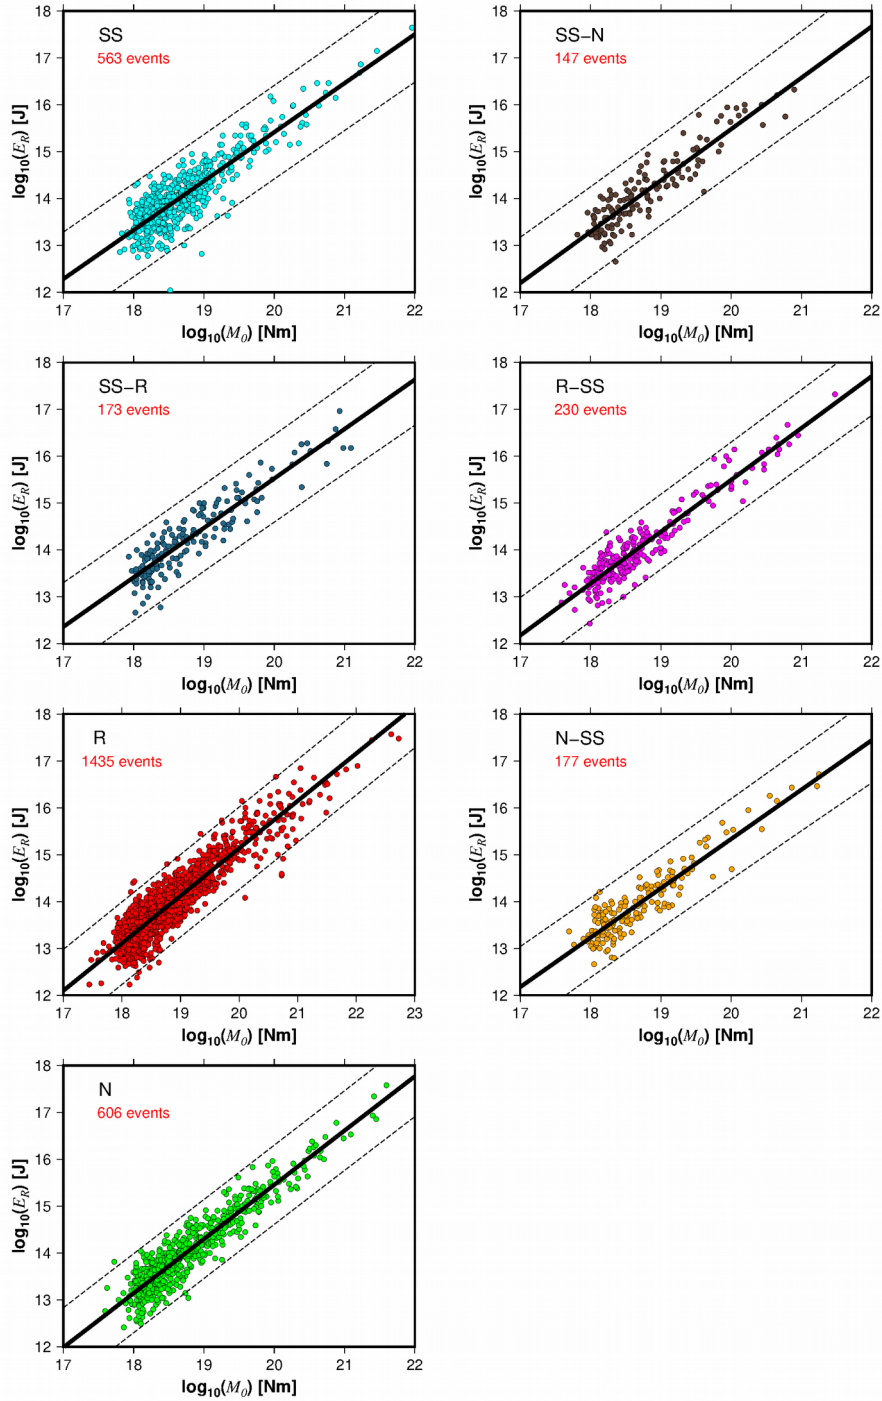 SS
563 events
18
17
16
15
14
13
12
log10(ER) [J]
17 18 19 20 21 22
log10(M0) [Nm]
SS–N
147 events
18
17
16
15
14
13
12
log10(ER) [J]
17 18 19 20 21 22
log10(M0) [Nm]
SS–R
173 events
18
17
16
15
14
13
12
log10(ER) [J]
17 18 19 20 21 22
log10(M0) [Nm]
R–SS
230 events
18
17
16
15
14
13
12
log10(ER) [J]
17 18 19 20 21 22
log10(M0) [Nm]
R
1435 events
18
17
16
15
14
13
12
log10(ER) [J]
17 18 19 20 21 22 23
log10(M0) [Nm]
N–SS
177 events
18
17
16
15
14
13
12
log10(ER) [J]
17 18 19 20 21 22
log10(M0) [Nm]
N
606 events
18
17
16
15
14
13
12
log10(ER) [J]
17 18 19 20 21 22
log10(M0) [Nm]